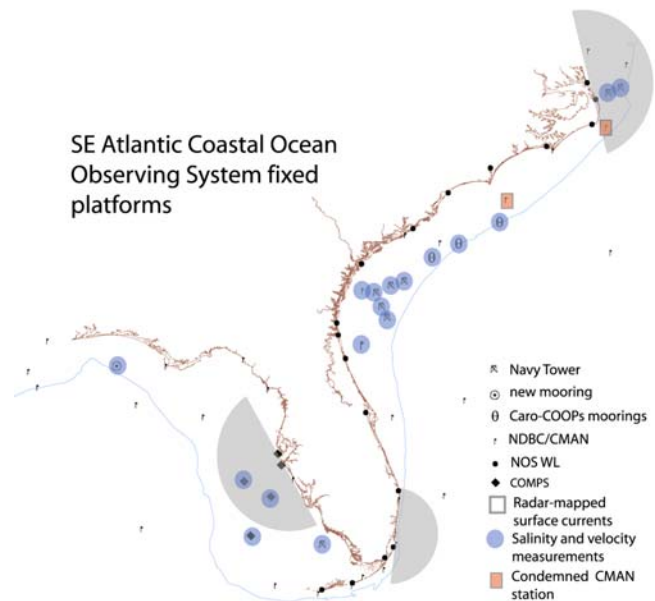 SE Atlantic Coastal Ocean
Observing System fixed
platforms
Navy Tower
new mooring
Caro-COOPs moorings
NDBC/CMAN
NOS WL
COMPS
Radar-mapped
surface currents
Salinity and velocity
measurements
Condemned CMAN
station